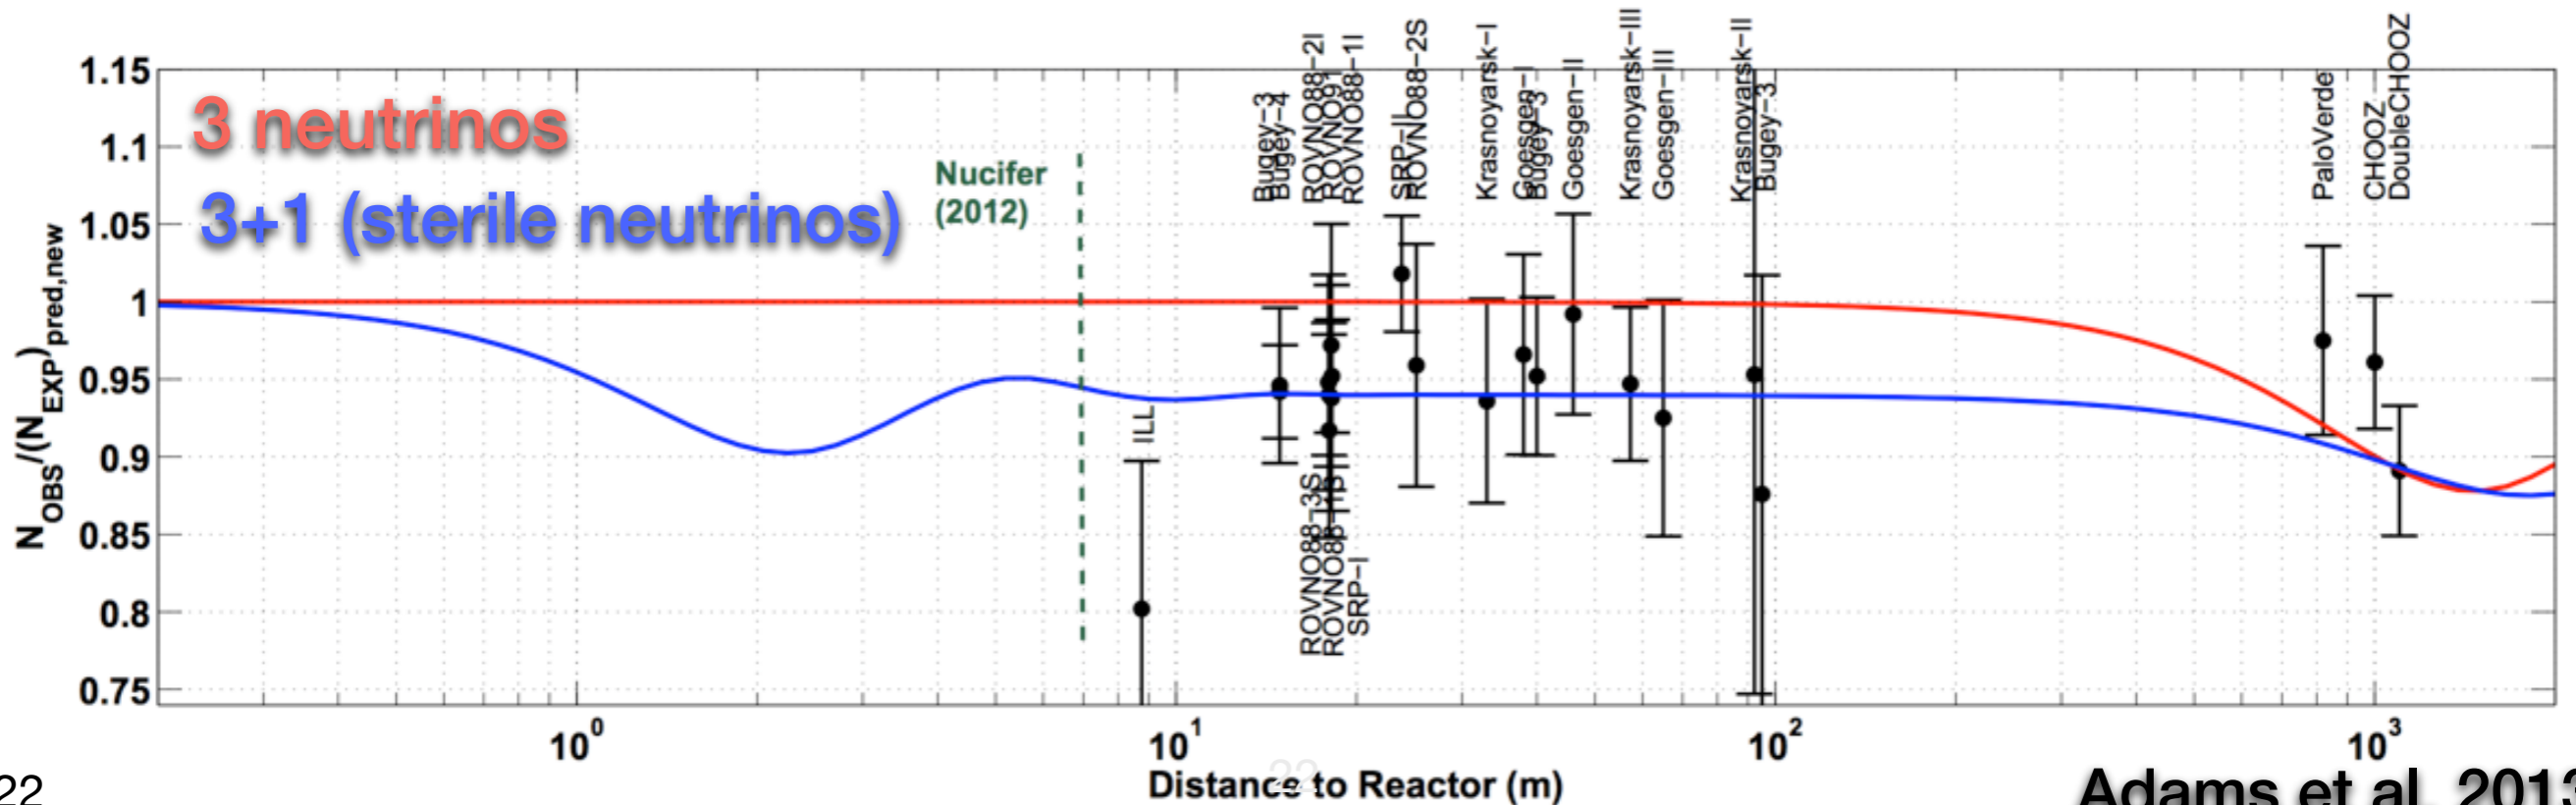 3 neutrinos
3+1 (sterile neutrinos)
Nucifer
(2012)
N_OBS/(N_EXP)_pred,new
1.15
1.1
1.05
1
0.95
0.9
0.85
0.8
0.75
ILL
Bugey−3
Bugey−4
ROVNO88−2I
ROVNO91
ROVNO88−1I
SRP−II
ROVNO88−2S
Krasnoyarsk−I
Goesgen−I
Bugey−3
Goesgen−II
Krasnoyarsk−III
Goesgen−III
Krasnoyarsk−II
Bugey−3
PaloVerde
CHOOZ
DoubleCHOOZ
ROVNO88−3S
SRP−I
10^0
10^1
10^2
10^3
Distance to Reactor (m)
22
22
Adams et al. 2013